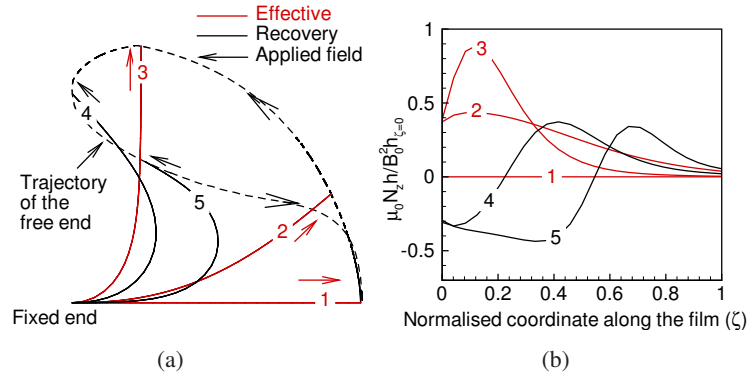 Effective
Recovery
Applied field
3
4
Trajectory
of the
free end
5
2
1
Fixed end
(a)
1
0.5
0
-0.5
μ₀N_zh/B₀²h_ζ=0
3
2
1
4
5
0
0.2
0.4
0.6
0.8
1
Normalised coordinate along the film (ζ)
(b)